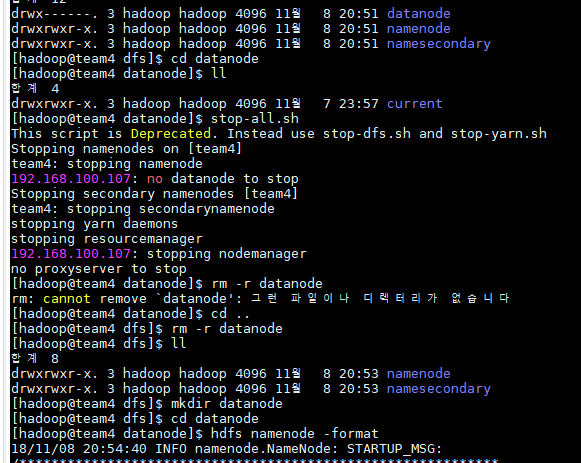 합계 12
drwx------. 3 hadoop hadoop 4096 11월  8 20:51 datanode
drwxrwxr-x. 3 hadoop hadoop 4096 11월  8 20:51 namenode
drwxrwxr-x. 3 hadoop hadoop 4096 11월  8 20:51 namesecondary
[hadoop@team4 dfs]$ cd datanode
[hadoop@team4 datanode]$ ll
합계 4
drwxrwxr-x. 3 hadoop hadoop 4096 11월  7 23:57 current
[hadoop@team4 datanode]$ stop-all.sh
This script is Deprecated. Instead use stop-dfs.sh and stop-yarn.sh
Stopping namenodes on [team4]
team4: stopping namenode
192.168.100.107: no datanode to stop
Stopping secondary namenodes [team4]
team4: stopping secondarynamenode
stopping yarn daemons
stopping resourcemanager
192.168.100.107: stopping nodemanager
no proxyserver to stop
[hadoop@team4 datanode]$ rm -r datanode
rm: cannot remove `datanode': 그런 파일이나 디렉터리가 없습니다
[hadoop@team4 datanode]$ cd ..
[hadoop@team4 dfs]$ rm -r datanode
[hadoop@team4 dfs]$ ll
합계 8
drwxrwxr-x. 3 hadoop hadoop 4096 11월  8 20:53 namenode
drwxrwxr-x. 3 hadoop hadoop 4096 11월  8 20:53 namesecondary
[hadoop@team4 dfs]$ mkdir datanode
[hadoop@team4 dfs]$ cd datanode
[hadoop@team4 datanode]$ hdfs namenode -format
18/11/08 20:54:40 INFO namenode.NameNode: STARTUP_MSG:
/************************************************************